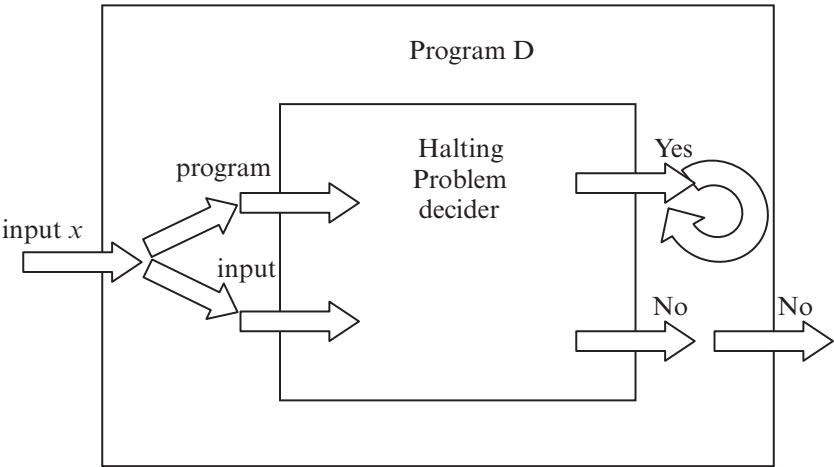 Program D
Halting
Problem
decider
Yes
program
input x
input
No
No